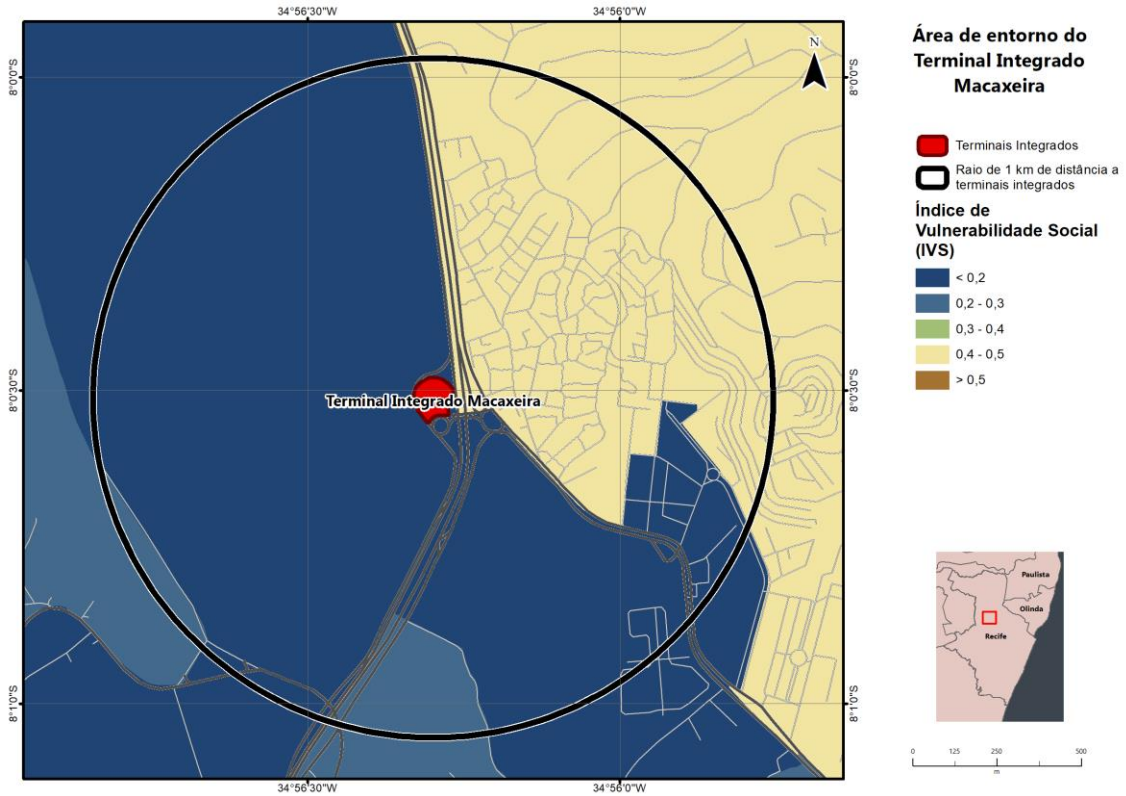 34°56'30"W
34°56'0"W
8°0'0"S
8°0'0"S
N
8°0'30"S
8°0'30"S
Terminal Integrado Macaxeira
8°1'0"S
8°1'0"S
34°56'30"W
34°56'0"W
Área de entorno do
Terminal Integrado
Macaxeira
Terminais Integrados
Raio de 1 km de distância a
terminais integrados
Índice de
Vulnerabilidade Social
(IVS)
< 0,2
0,2 - 0,3
0,3 - 0,4
0,4 - 0,5
> 0,5
Paulista
Olinda
Recife
0 125 250 500
m